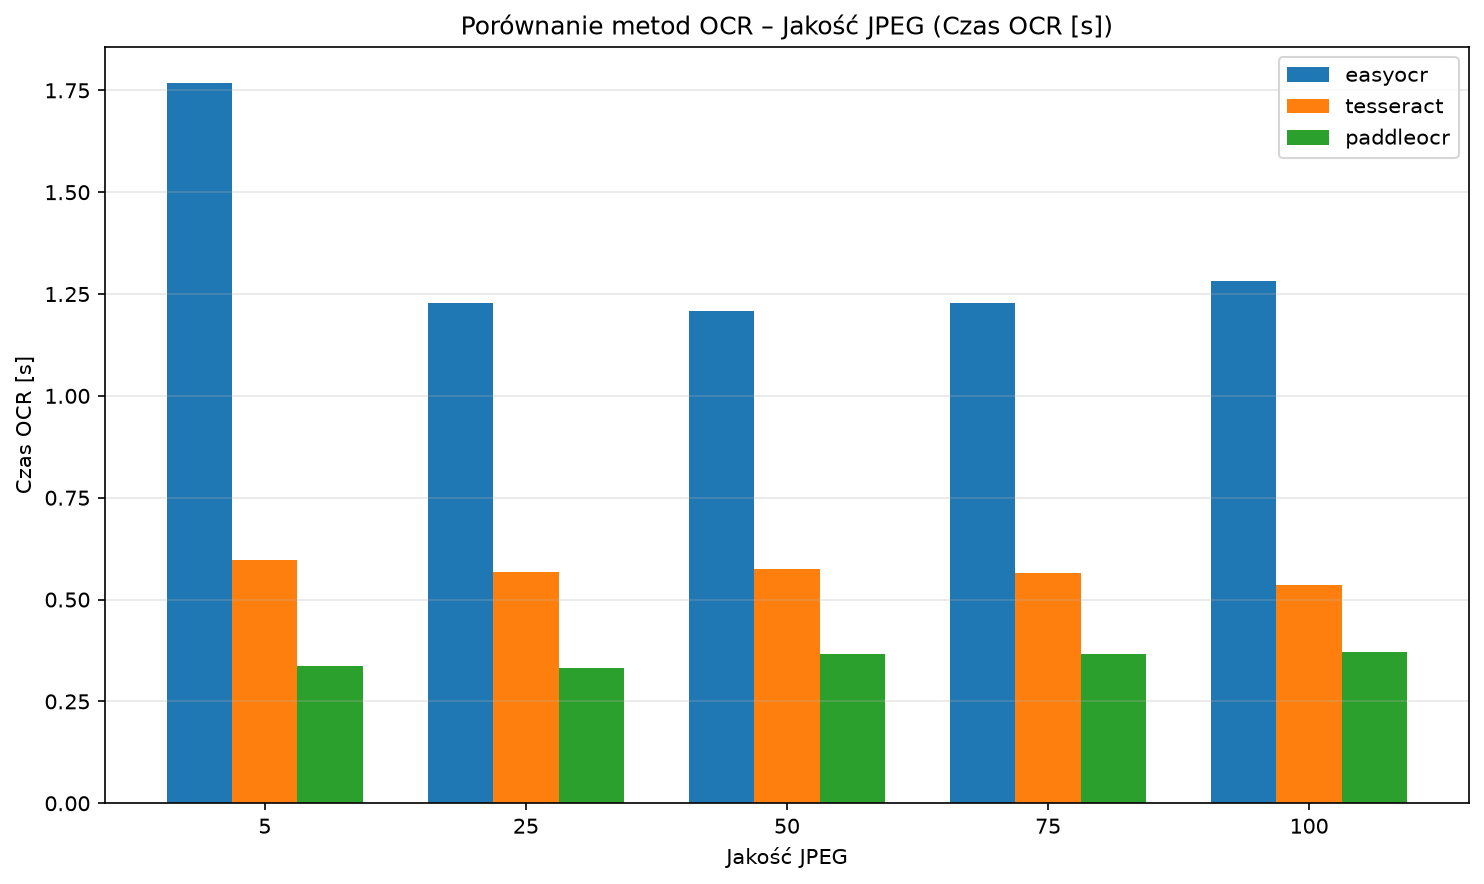 Porównanie metod OCR – Jakość JPEG (Czas OCR [s])
easyocr
tesseract
paddleocr
Czas OCR [s]
1.75
1.50
1.25
1.00
0.75
0.50
0.25
0.00
5 25 50 75 100
Jakość JPEG